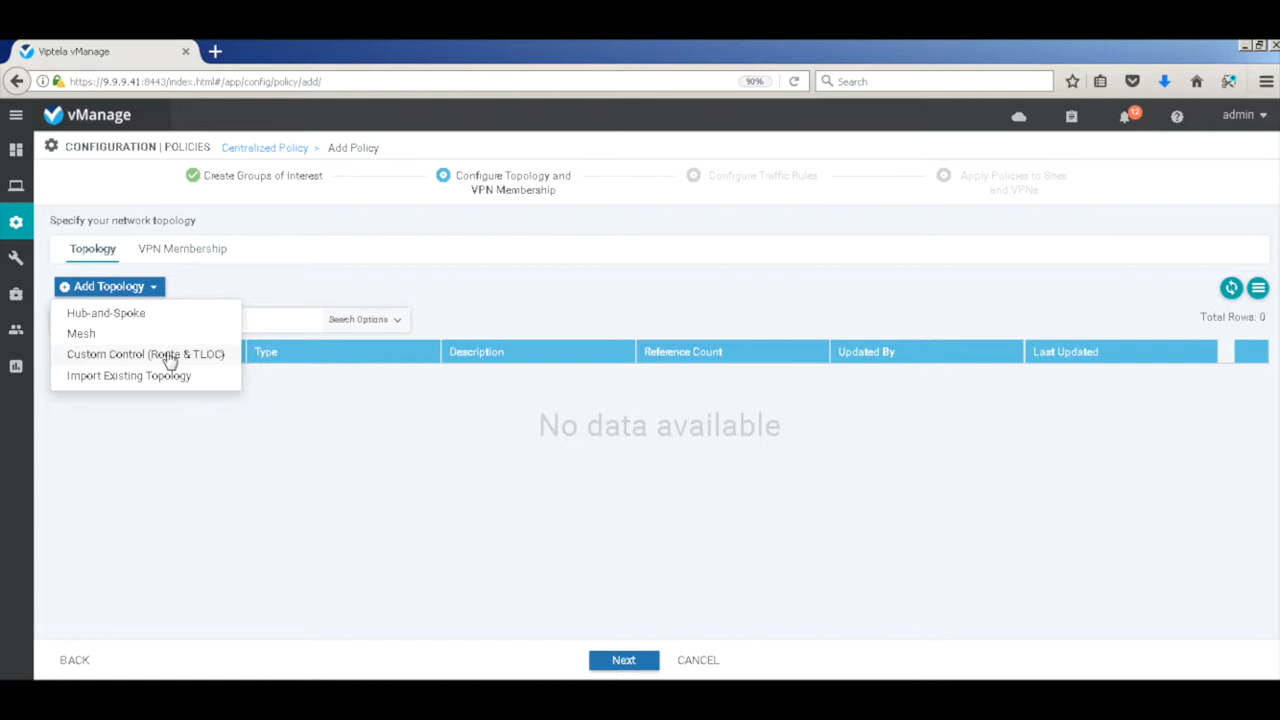 Viptela vManage
https://9.9.9.41:8443/index.html#/app/config/policy/add/
90%
Search
vManage
12
admin
CONFIGURATION | POLICIES
Centralized Policy > Add Policy
Create Groups of Interest
Configure Topology and
VPN Membership
Configure Traffic Rules
Apply Policies to Sites
and VPNs
Specify your network topology
Topology
VPN Membership
Add Topology
Hub-and-Spoke
Mesh
Custom Control (Route & TLOC)
Import Existing Topology
Search Options
Total Rows: 0
Type
Description
Reference Count
Updated By
Last Updated
No data available
BACK
Next
CANCEL